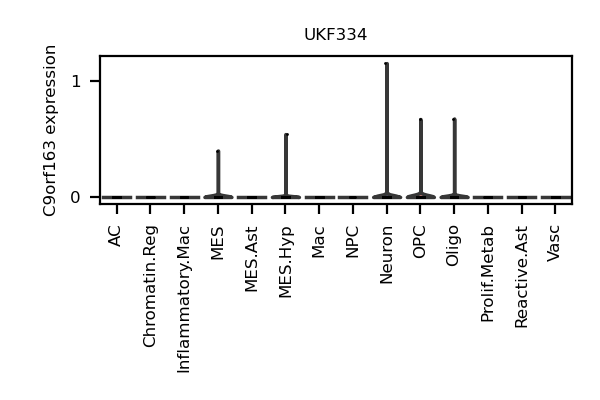 UKF334
C9orf163 expression
1
0
AC
Chromatin.Reg
Inflammatory.Mac
MES
MES.Ast
MES.Hyp
Mac
NPC
Neuron
OPC
Oligo
Prolif.Metab
Reactive.Ast
Vasc